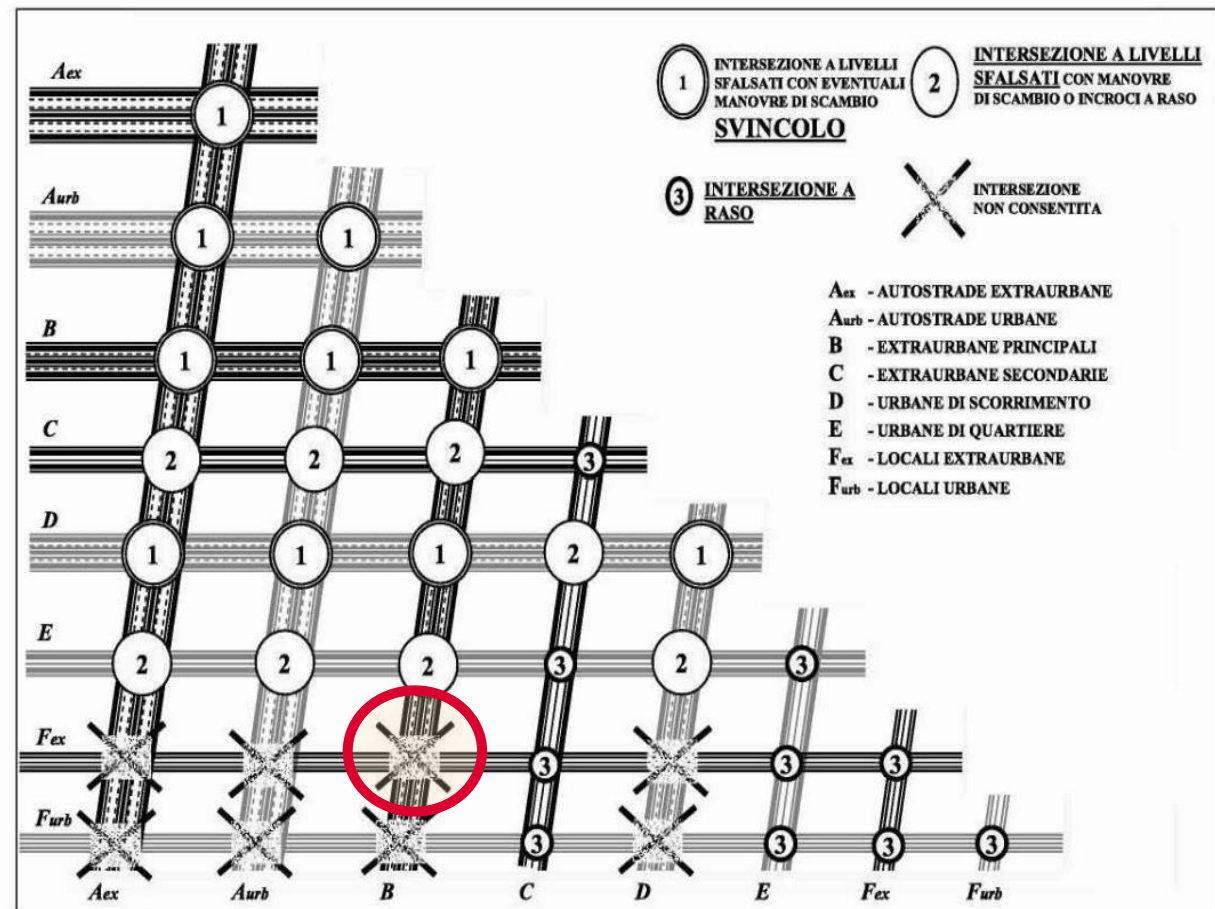 Aex
1
INTERSEZIONE A LIVELLI
SFALSATI CON EVENTUALI
MANOVRE DI SCAMBIO
SVINCOLO
2
INTERSEZIONE A LIVELLI
SFALSATI CON MANOVRE
DI SCAMBIO O INCROCI A RASO
1
3
INTERSEZIONE A
RASO
INTERSEZIONE
NON CONSENTITA
Aurb
1 1
Aex - AUTOSTRADE EXTRAURBANE
Aurb - AUTOSTRADE URBANE
B - EXTRAURBANE PRINCIPALI
C - EXTRAURBANE SECONDARIE
D - URBANE DI SCORRIMENTO
E - URBANE DI QUARTIERE
Fex - LOCALI EXTRAURBANE
Furb - LOCALI URBANE
B
1 1 1
C
2 2 2 3
D
1 1 1 2 1
E
2 2 2 3 2 3
Fex
3 3 3
Furb
3 3 3 3
Aex Aurb B C D E Fex Furb